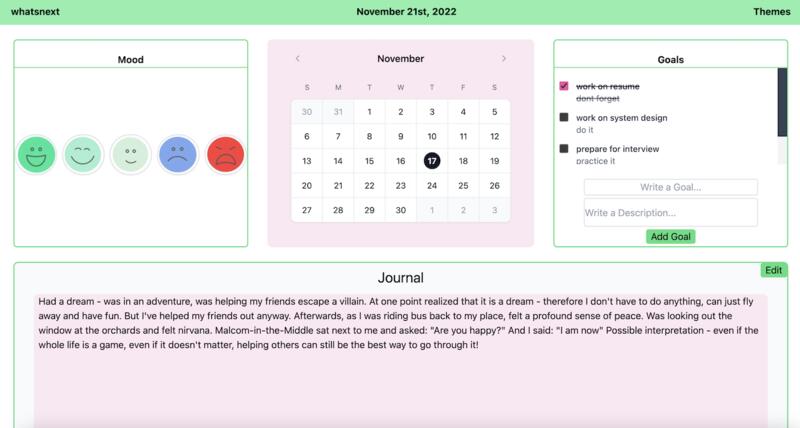 whatsnext
November 21st, 2022
Themes
Mood
November
S M T W T F S
30 31 1 2 3 4 5
6 7 8 9 10 11 12
13 14 15 16 17 18 19
20 21 22 23 24 25 26
27 28 29 30 1 2 3
Goals
work on resume
dont forget
work on system design
do it
prepare for interview
practice it
Write a Goal...
Write a Description...
Add Goal
Journal
Edit
Had a dream - was in an adventure, was helping my friends escape a villain. At one point realized that it is a dream - therefore I don't have to do anything, can just fly
away and have fun. But I've helped my friends out anyway. Afterwards, as I was riding bus back to my place, felt a profound sense of peace. Was looking out the
window at the orchards and felt nirvana. Malcom-in-the-Middle sat next to me and asked: "Are you happy?" And I said: "I am now" Possible interpretation - even if the
whole life is a game, even if it doesn't matter, helping others can still be the best way to go through it!